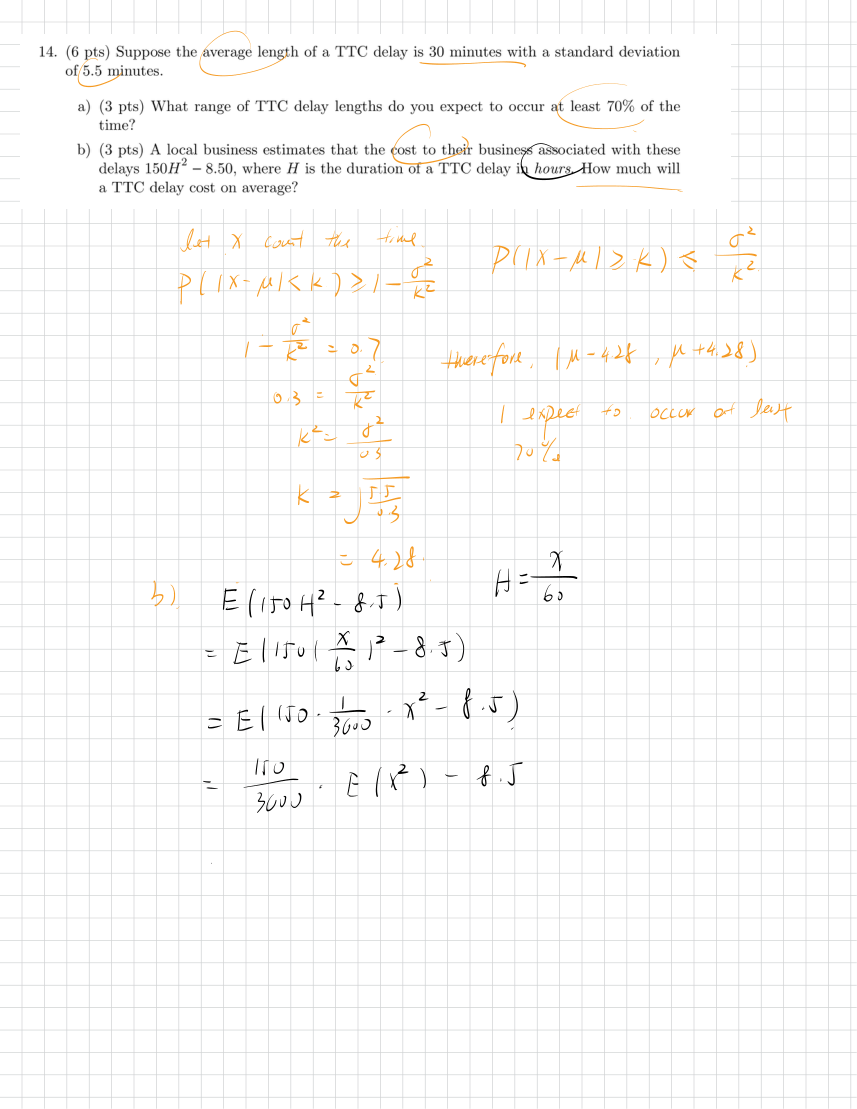 14. (6 pts) Suppose the average length of a TTC delay is 30 minutes with a standard deviation
of 5.5 minutes.
a) (3 pts) What range of TTC delay lengths do you expect to occur at least 70% of the
time?
b) (3 pts) A local business estimates that the cost to their business associated with these
delays 150H² − 8.50, where H is the duration of a TTC delay in hours. How much will
a TTC delay cost on average?
let X count the time.
P(|X-μ|<k) ≥ 1 - σ²/k²
P(|X-μ| ≥ k) ≤ σ²/k²
1 - σ²/k² = 0.7
0.3 = σ²/k²
k² = σ²/0.3
k = √(5.5/0.3)
= 4.28.
therefore, (μ-4.28, μ+4.28)
I expect to occur at least
70%
b)
H = X/60
E(150H² - 8.5)
= E(150(X/60)² - 8.5)
= E(150 · 1/3600 · X² - 8.5)
= 150/3600 · E(X²) - 8.5